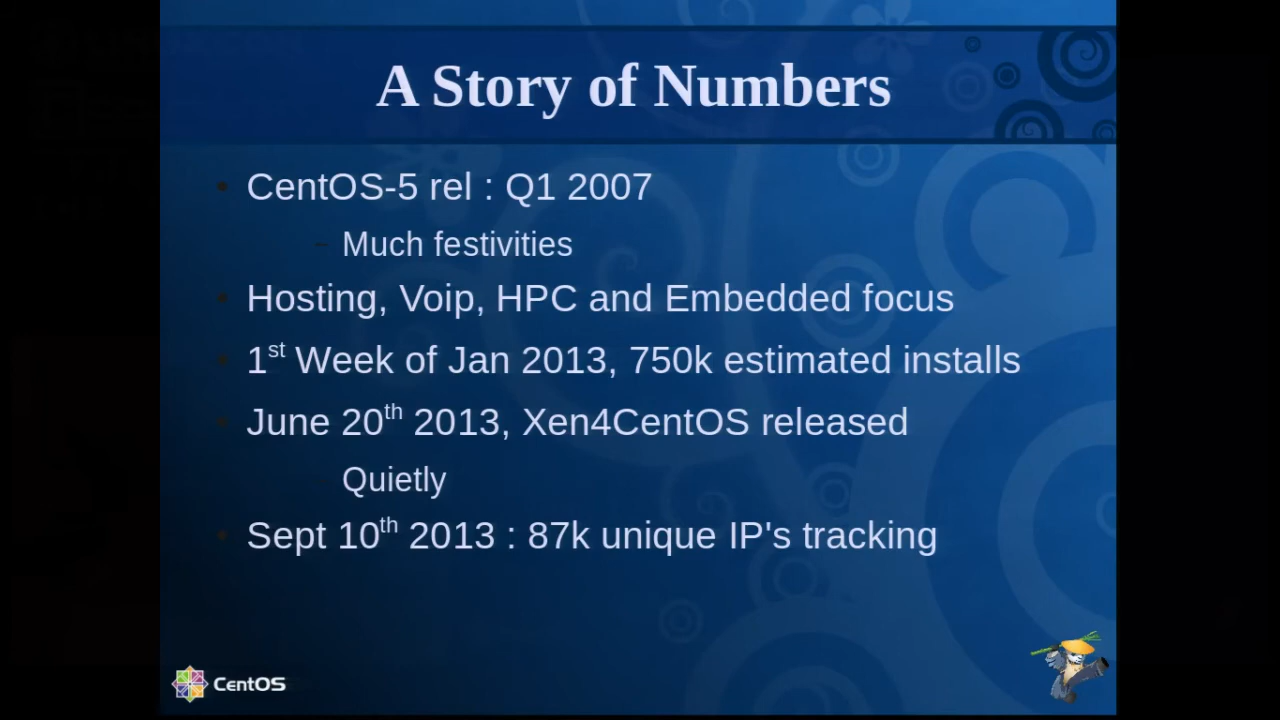 A Story of Numbers
CentOS-5 rel : Q1 2007
– Much festivities
Hosting, Voip, HPC and Embedded focus
1st Week of Jan 2013, 750k estimated installs
June 20th 2013, Xen4CentOS released
Quietly
Sept 10th 2013 : 87k unique IP's tracking
CentOS